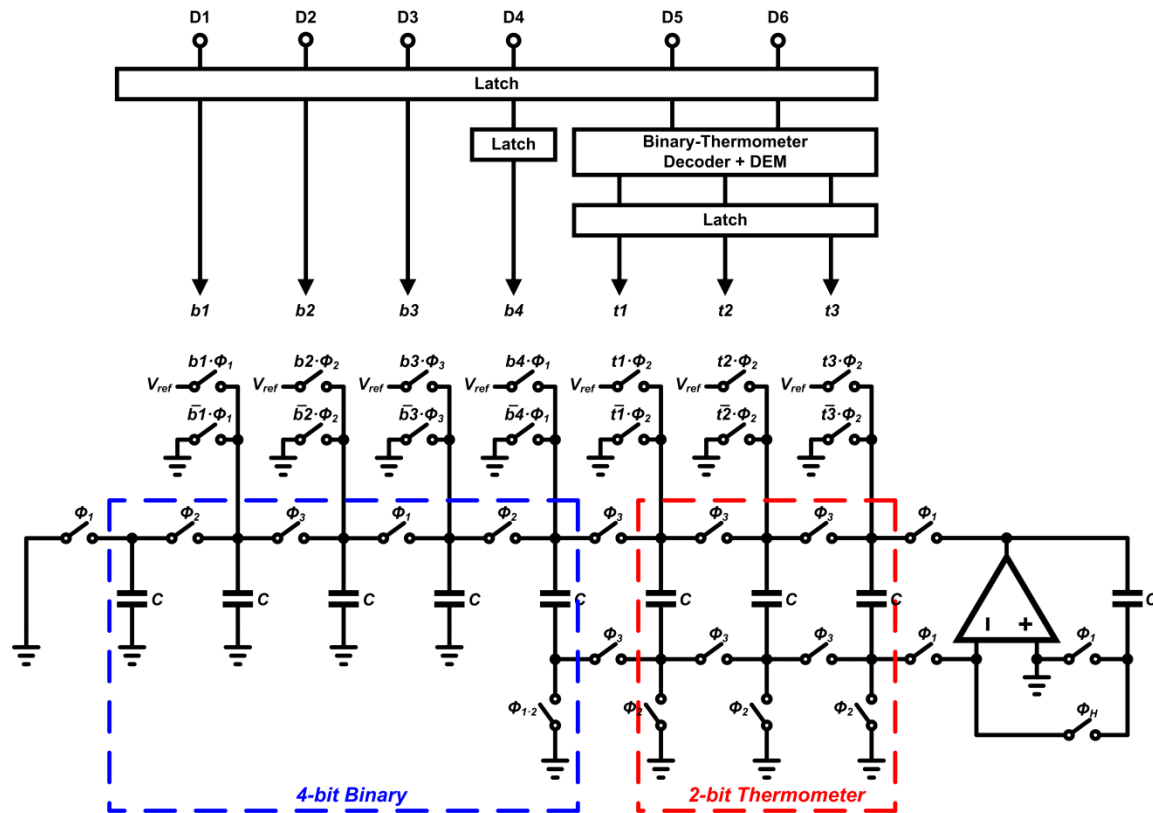 D1 D2 D3 D4 D5 D6
Latch
Latch
Binary-Thermometer
Decoder + DEM
Latch
b1 b2 b3 b4 t1 t2 t3
b1·Φ1 b2·Φ2 b3·Φ3 b4·Φ1 t1·Φ2 t2·Φ2 t3·Φ2
Vref Vref Vref Vref Vref Vref Vref
b̄1·Φ1 b̄2·Φ2 b̄3·Φ3 b̄4·Φ1 t̄1·Φ2 t̄2·Φ2 t̄3·Φ2
Φ1 Φ2 Φ3 Φ1 Φ2 Φ3 Φ3 Φ3 Φ1
C C C C C C C C C
− +
Φ3 Φ3 Φ3 Φ1 Φ1
Φ1·2 Φ2 Φ2 Φ2 ΦH
4-bit Binary 2-bit Thermometer